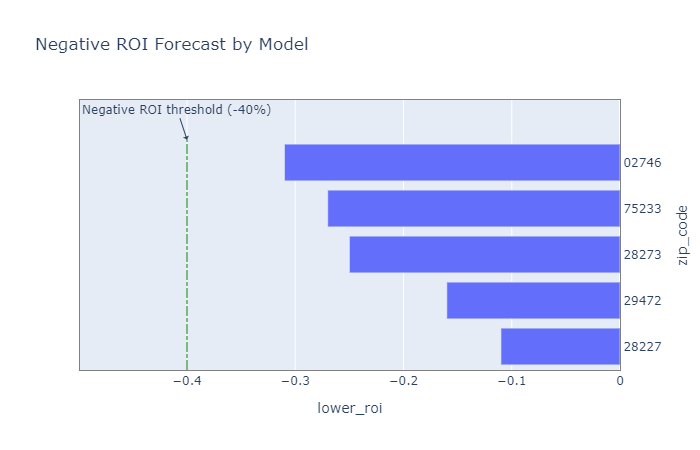 Negative ROI Forecast by Model
Negative ROI threshold (-40%)
02746
75233
28273
29472
28227
zip_code
−0.4 −0.3 −0.2 −0.1 0
lower_roi